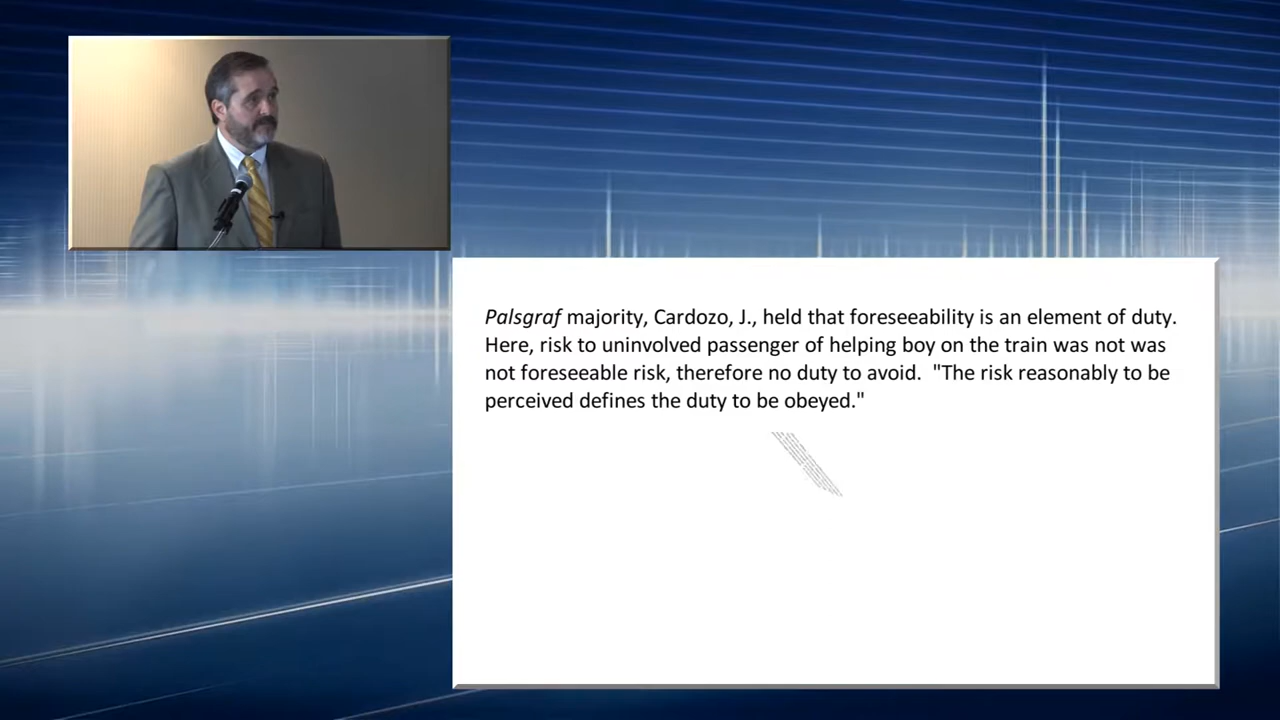 Palsgraf majority, Cardozo, J., held that foreseeability is an element of duty.
Here, risk to uninvolved passenger of helping boy on the train was not was
not foreseeable risk, therefore no duty to avoid. "The risk reasonably to be
perceived defines the duty to be obeyed."